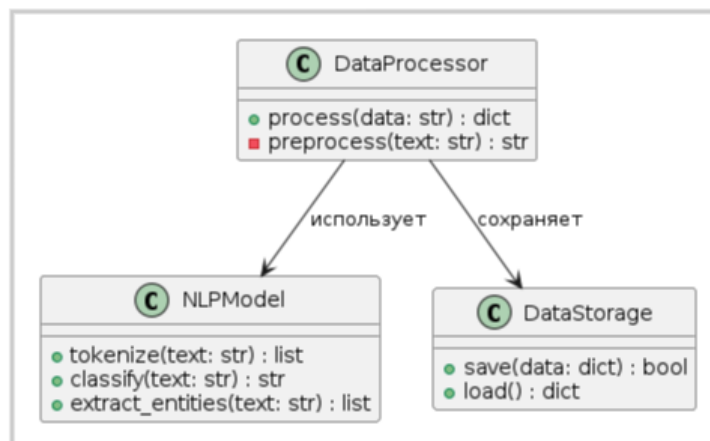 C DataProcessor
process(data: str) : dict
preprocess(text: str) : str
использует
сохраняет
C NLPModel
tokenize(text: str) : list
classify(text: str) : str
extract_entities(text: str) : list
C DataStorage
save(data: dict) : bool
load() : dict